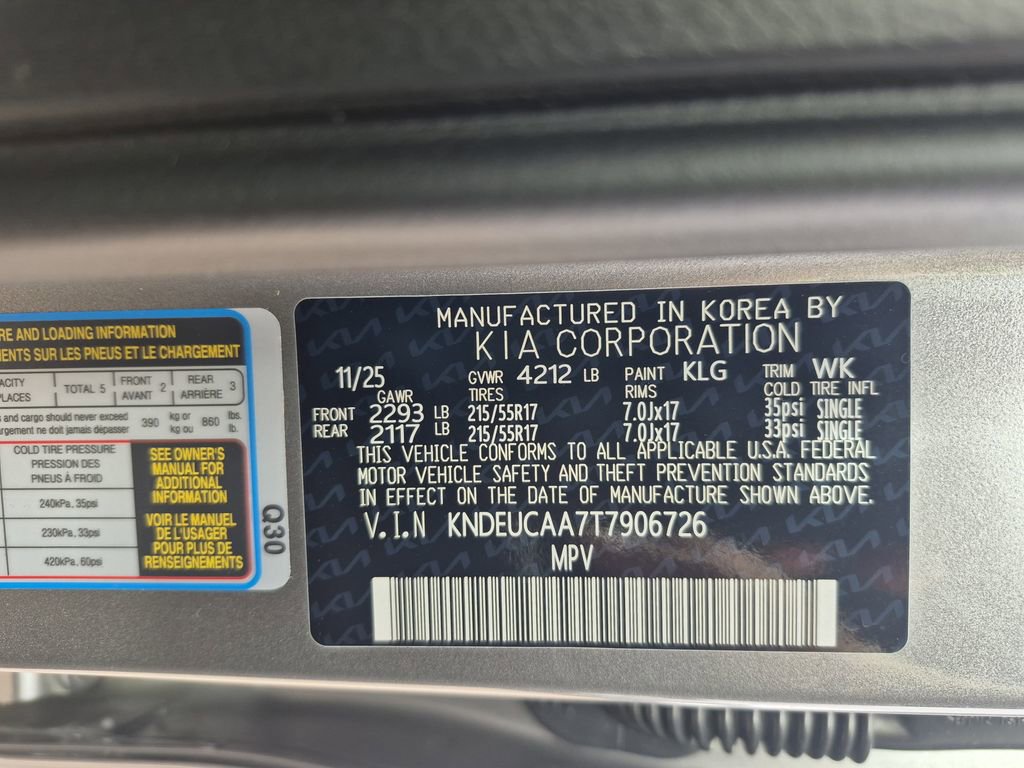 RE AND LOADING INFORMATION
MENTS SUR LES PNEUS ET LE CHARGEMENT
ACITY
PLACES
TOTAL 5
FRONT
AVANT 2
REAR
ARRIÈRE 3
s and cargo should never exceed
argement ne doit jamais dépasser
390
kg or
kg ou
860
lbs.
lb.
COLD TIRE PRESSURE
PRESSION DES
PNEUS À FROID
240kPa, 35psi
230kPa, 33psi
420kPa, 60psi
SEE OWNER'S
MANUAL FOR
ADDITIONAL
INFORMATION
VOIR LE MANUEL
DE L'USAGER
POUR PLUS DE
RENSEIGNEMENTS
Q30
MANUFACTURED IN KOREA BY
KIA CORPORATION
11/25 GVWR 4212 LB PAINT KLG TRIM WK
GAWR TIRES RIMS COLD TIRE INFL
FRONT 2293 LB 215/55R17 7.0Jx17 35psi SINGLE
REAR 2117 LB 215/55R17 7.0Jx17 33psi SINGLE
THIS VEHICLE CONFORMS TO ALL APPLICABLE U.S.A. FEDERAL
MOTOR VEHICLE SAFETY AND THEFT PREVENTION STANDARDS
IN EFFECT ON THE DATE OF MANUFACTURE SHOWN ABOVE.
V.I.N KNDEUCAA7T7906726
MPV